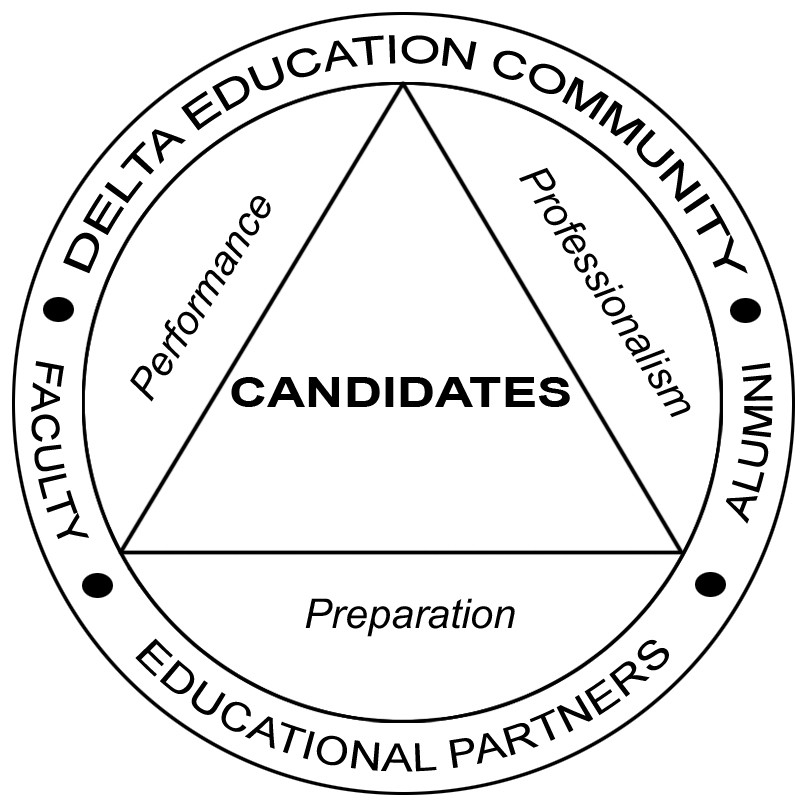 DELTA EDUCATION COMMUNITY
Performance
Professionalism
CANDIDATES
FACULTY
ALUMNI
Preparation
EDUCATIONAL PARTNERS